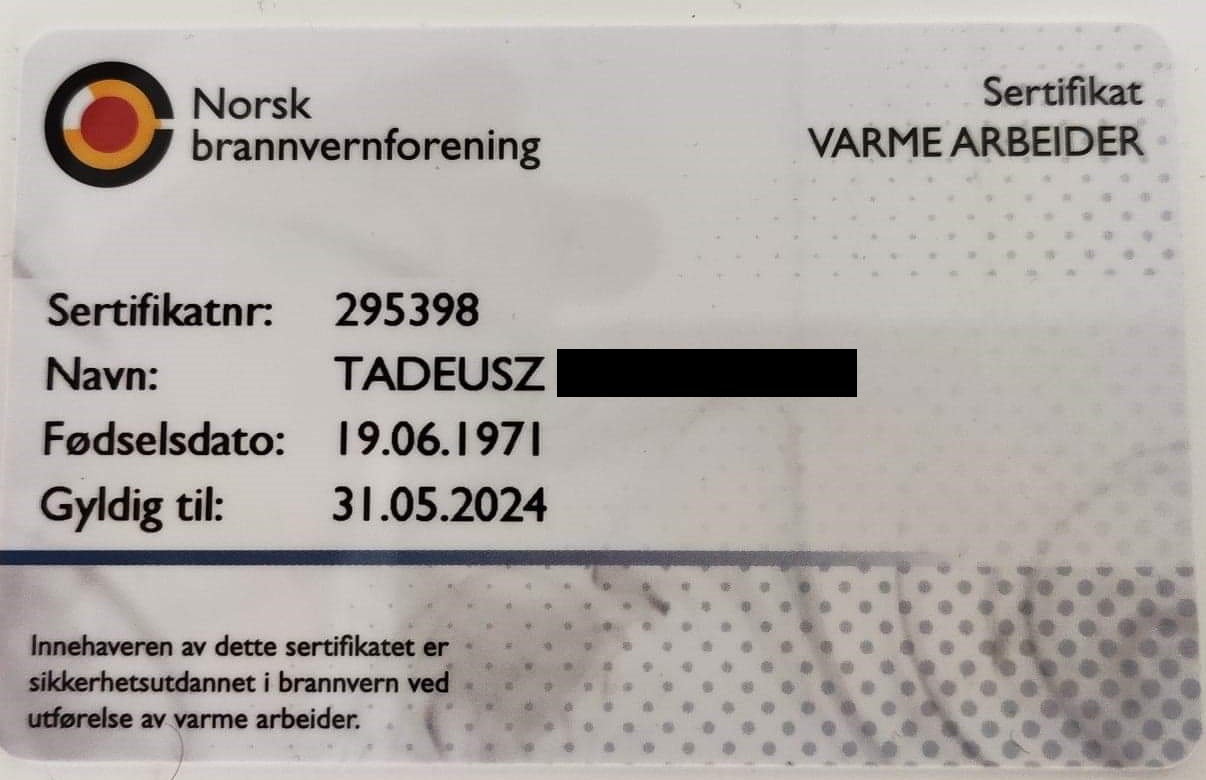 Norsk
brannvernforening
Sertifikat
VARME ARBEIDER
Sertifikatnr: 295398
Navn: TADEUSZ
Fødselsdato: 19.06.1971
Gyldig til: 31.05.2024
Innehaveren av dette sertifikatet er
sikkerhetsutdannet i brannvern ved
utførelse av varme arbeider.